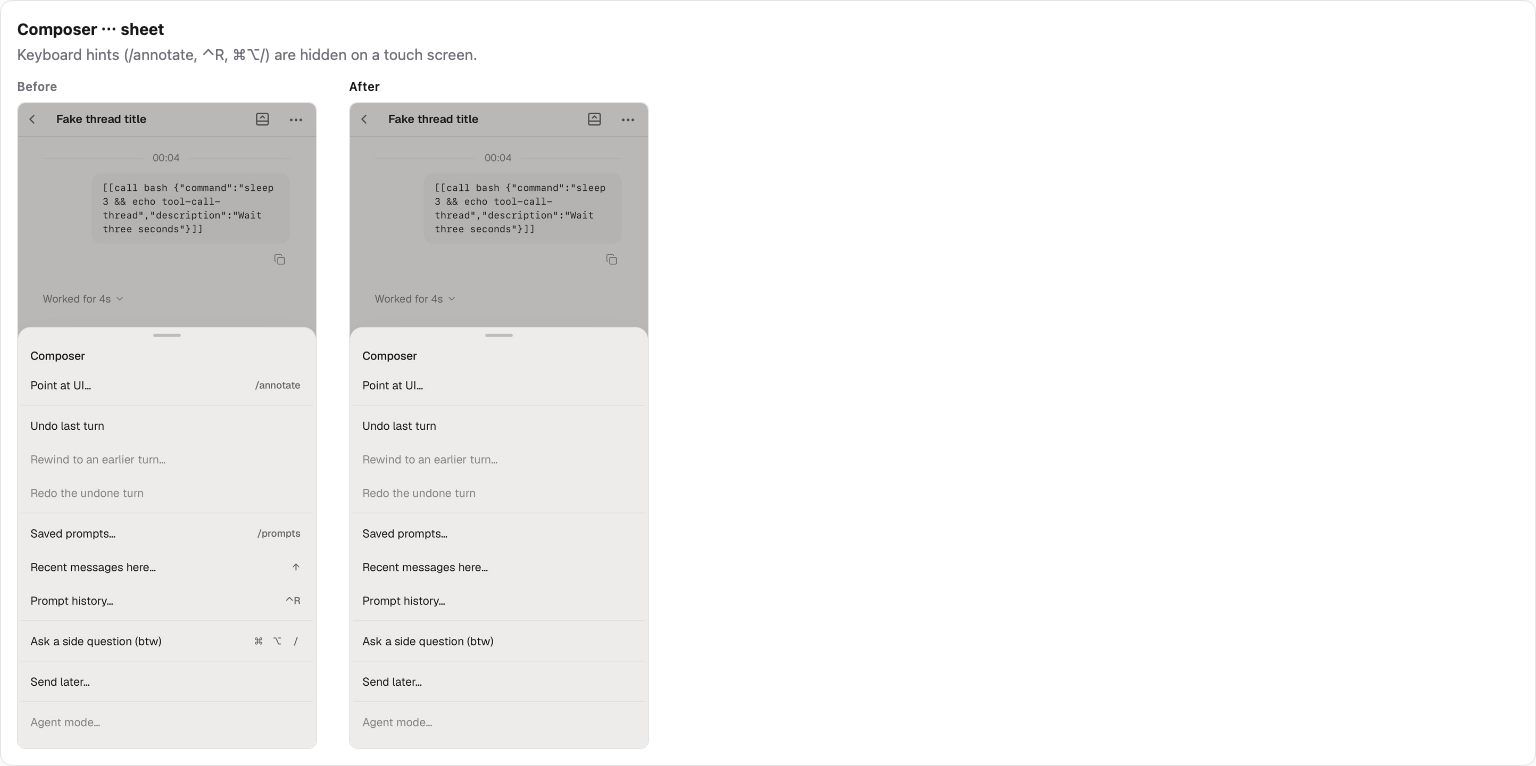 Composer ··· sheet
Keyboard hints (/annotate, ^R, ⌘⌥/) are hidden on a touch screen.
Before
Fake thread title
00:04
[[call bash {"command":"sleep
3 && echo tool-call-
thread","description":"Wait
three seconds"}]]
Worked for 4s
Composer
Point at UI… /annotate
Undo last turn
Rewind to an earlier turn…
Redo the undone turn
Saved prompts… /prompts
Recent messages here… ↑
Prompt history… ^R
Ask a side question (btw) ⌘ ⌥ /
Send later…
Agent mode…
After
Fake thread title
00:04
[[call bash {"command":"sleep
3 && echo tool-call-
thread","description":"Wait
three seconds"}]]
Worked for 4s
Composer
Point at UI…
Undo last turn
Rewind to an earlier turn…
Redo the undone turn
Saved prompts…
Recent messages here…
Prompt history…
Ask a side question (btw)
Send later…
Agent mode…